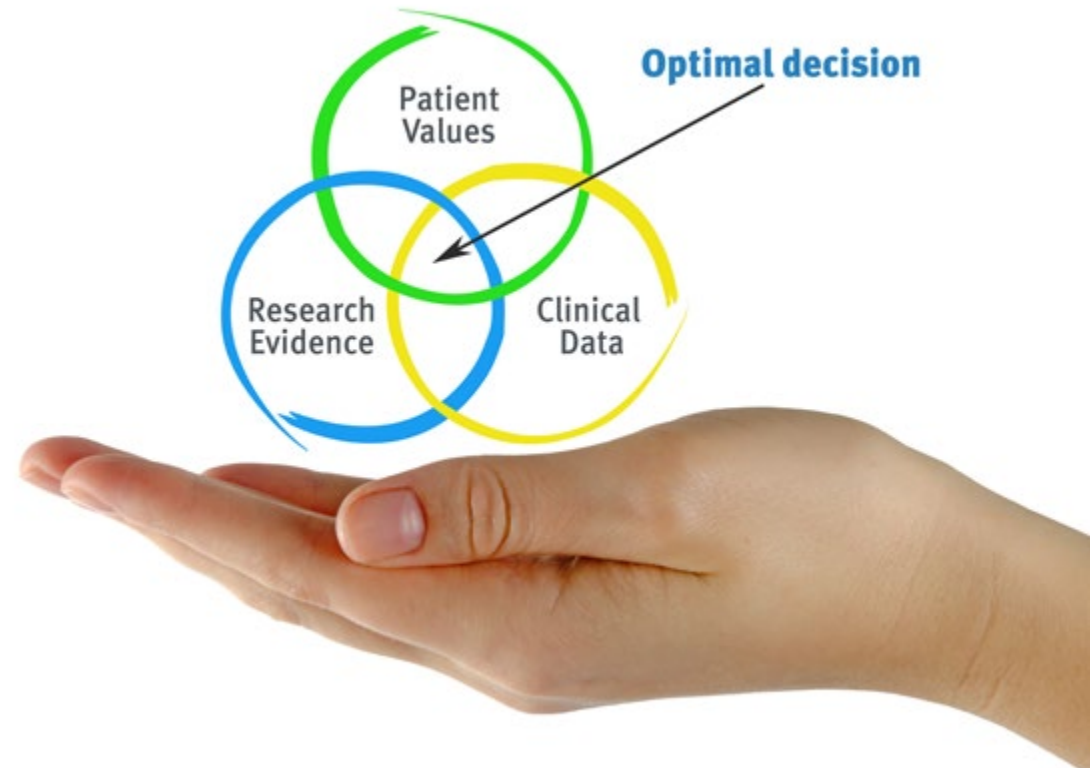 Optimal decision
Patient
Values
Research
Evidence
Clinical
Data